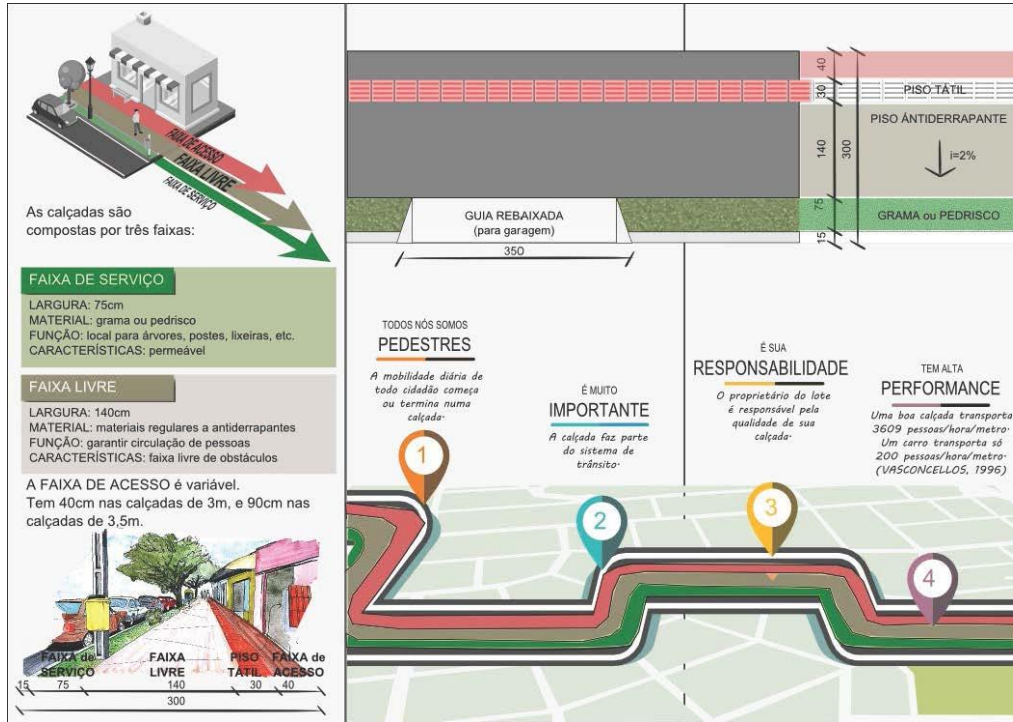 FAIXA DE ACESSO
FAIXA LIVRE
FAIXA DE SERVIÇO
As calçadas são
compostas por três faixas:
FAIXA DE SERVIÇO
LARGURA: 75cm
MATERIAL: grama ou pedrisco
FUNÇÃO: local para árvores, postes, lixeiras, etc.
CARACTERÍSTICAS: permeável
FAIXA LIVRE
LARGURA: 140cm
MATERIAL: materiais regulares a antiderrapantes
FUNÇÃO: garantir circulação de pessoas
CARACTERÍSTICAS: faixa livre de obstáculos
A FAIXA DE ACESSO é variável.
Tem 40cm nas calçadas de 3m, e 90cm nas
calçadas de 3,5m.
FAIXA de SERVIÇO
FAIXA LIVRE
PISO TÁTIL
FAIXA de ACESSO
15 75 140 30 40
300
40
30
PISO TÁTIL
PISO ÁNTIDERRAPANTE
140
300
i=2%
75
GRAMA ou PEDRISCO
15
GUIA REBAIXADA
(para garagem)
350
TODOS NÓS SOMOS
PEDESTRES
A mobilidade diária de
todo cidadão começa
ou termina numa
calçada.
1
É MUITO
IMPORTANTE
A calçada faz parte
do sistema de
trânsito.
2
É SUA
RESPONSABILIDADE
O proprietário do lote
é responsável pela
qualidade de sua
calçada.
3
TEM ALTA
PERFORMANCE
Uma boa calçada transporta
3609 pessoas/hora/metro.
Um carro transporta só
200 pessoas/hora/metro.
(VASCONCELLOS, 1996)
4